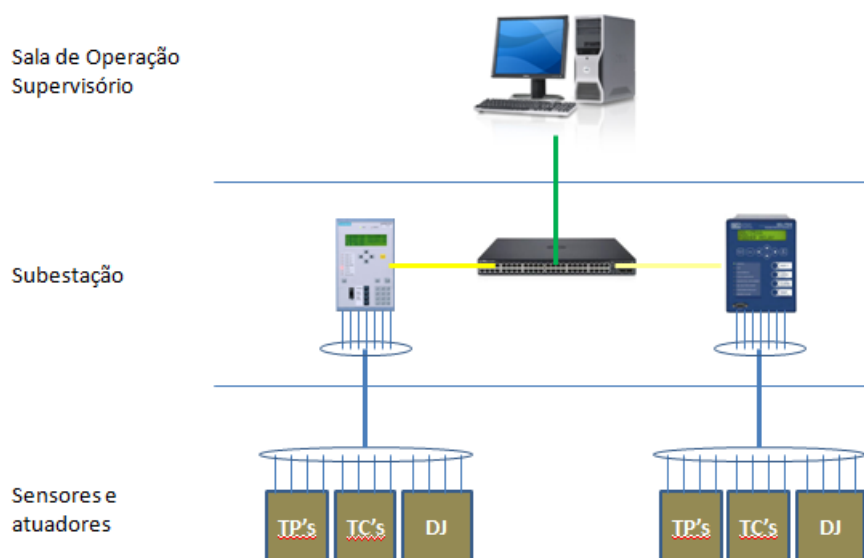 Sala de Operação
Supervisório
Subestação
Sensores e
atuadores
TP's
TC's
DJ
TP's
TC's
DJ